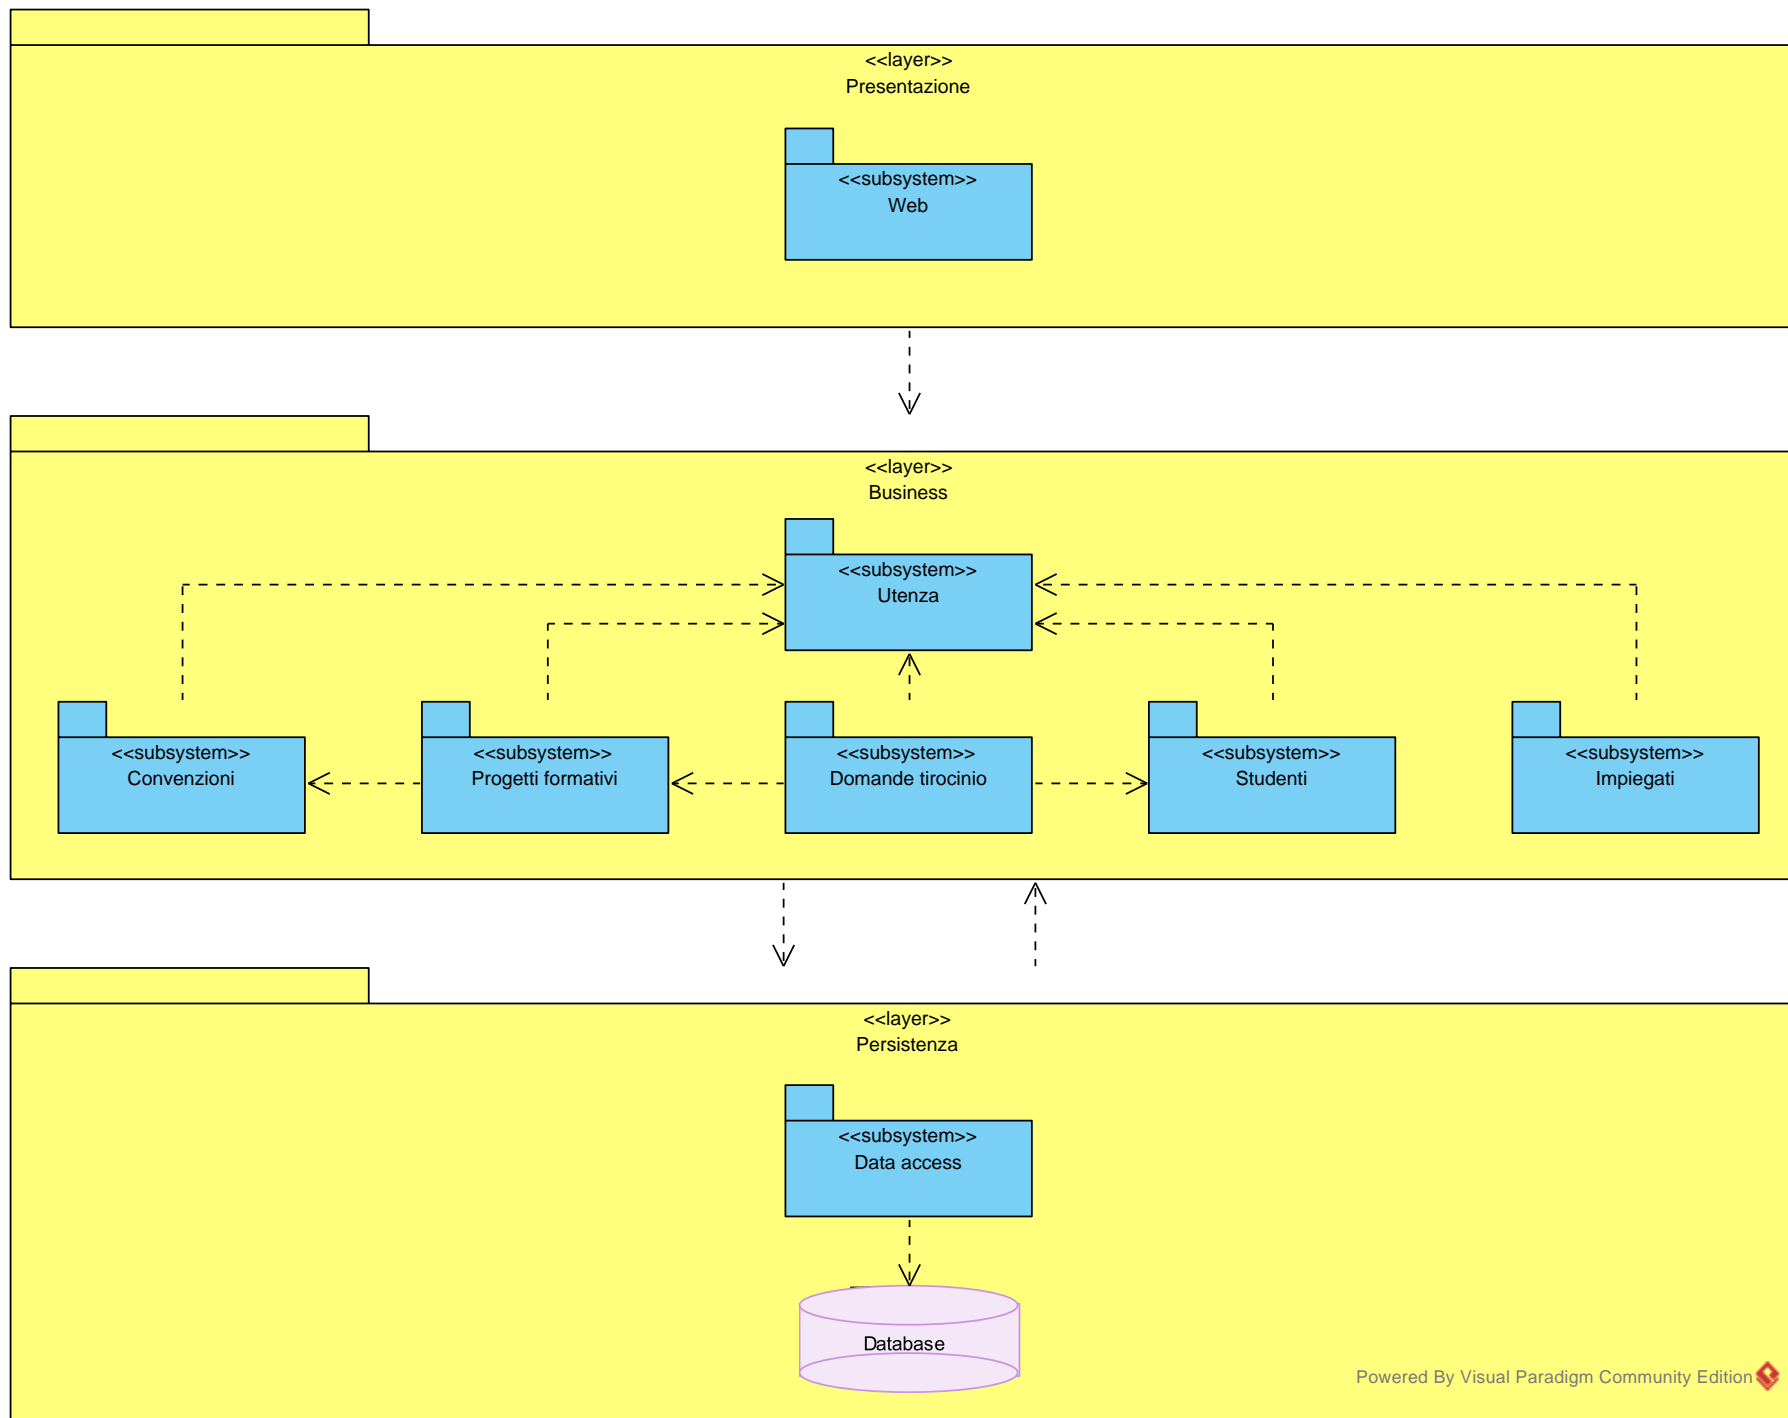 <<layer>>
Presentazione
<<subsystem>>
Web
<<layer>>
Business
<<subsystem>>
Utenza
<<subsystem>>
Convenzioni
<<subsystem>>
Progetti formativi
<<subsystem>>
Domande tirocinio
<<subsystem>>
Studenti
<<subsystem>>
Impiegati
<<layer>>
Persistenza
<<subsystem>>
Data access
Database
Powered By Visual Paradigm Community Edition